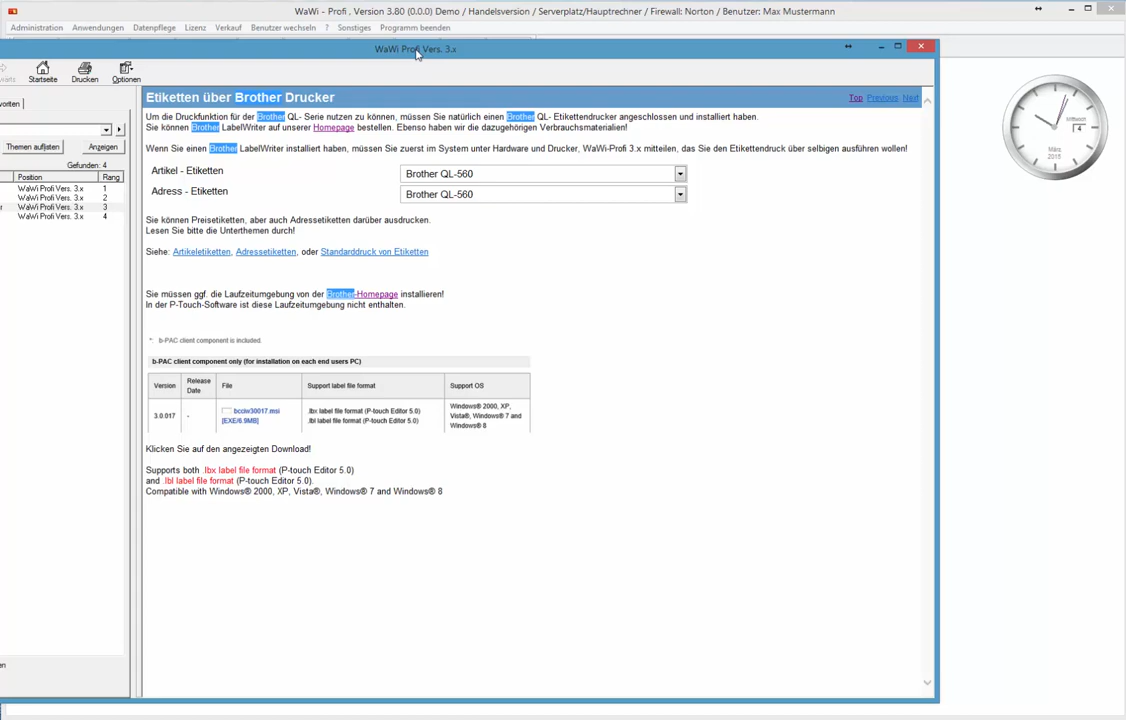 WaWi - Profi , Version 3.80 (0.0.0) Demo / Handelsversion / Serverplatz/Hauptrechner / Firewall: Norton / Benutzer: Max Mustermann
Administration Anwendungen Datenpflege Lizenz Verkauf Benutzer wechseln ? Sonstiges Programm beenden
WaWi Profi Vers. 3.x
Startseite Drucken Optionen
voriten
Themen auflisten Anzeigen
Gefunden: 4
Position Rang
WaWi Profi Vers. 3.x 1
WaWi Profi Vers. 3.x 2
r WaWi Profi Vers. 3.x 3
WaWi Profi Vers. 3.x 4
en
Etiketten über Brother Drucker Top Previous Next
Um die Druckfunktion für der Brother QL- Serie nutzen zu können, müssen Sie natürlich einen Brother QL- Etikettendrucker angeschlossen und installiert haben.
Sie können Brother LabelWriter auf unserer Homepage bestellen. Ebenso haben wir die dazugehörigen Verbrauchsmaterialien!
Wenn Sie einen Brother LabelWriter installiert haben, müssen Sie zuerst im System unter Hardware und Drucker, WaWi-Profi 3.x mitteilen, das Sie den Etikettendruck über selbigen ausführen wollen!
Artikel - Etiketten Brother QL-560
Adress - Etiketten Brother QL-560
Sie können Preisetiketten, aber auch Adressetiketten darüber ausdrucken.
Lesen Sie bitte die Unterthemen durch!
Siehe: Artikeletiketten, Adressetiketten, oder Standarddruck von Etiketten
Sie müssen ggf. die Laufzeitumgebung von der Brother-Homepage installieren!
In der P-Touch-Software ist diese Laufzeitumgebung nicht enthalten.
*: b-PAC client component is included.
b-PAC client component only (for installation on each end users PC)
Version Release Date File Support label file format Support OS
3.0.017 - bcciw30017.msi [EXE/6.9MB] .lbx label file format (P-touch Editor 5.0) .lbl label file format (P-touch Editor 5.0) Windows® 2000, XP, Vista®, Windows® 7 and Windows® 8
Klicken Sie auf den angezeigten Download!
Supports both .lbx label file format (P-touch Editor 5.0)
and .lbl label file format (P-touch Editor 5.0).
Compatible with Windows® 2000, XP, Vista®, Windows® 7 and Windows® 8
Mittwoch
4
März
2015